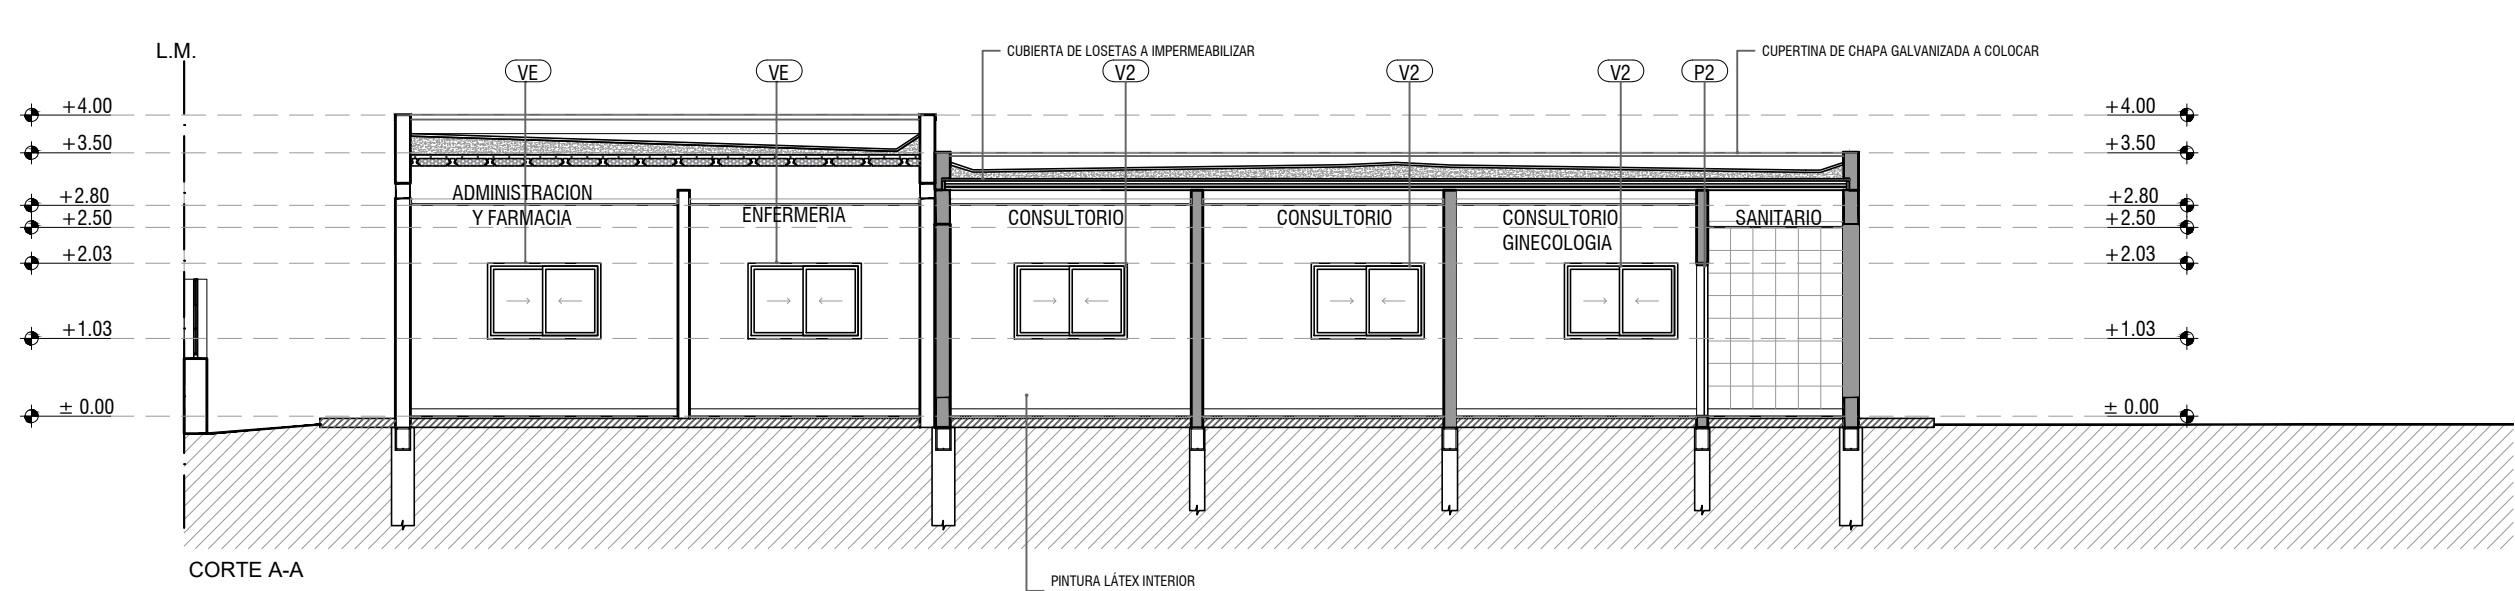 L.M.
CUBIERTA DE LOSETAS A IMPERMEABILIZAR
CUPERTINA DE CHAPA GALVANIZADA A COLOCAR
VE
VE
V2
V2
V2
P2
+4.00
+4.00
+3.50
+3.50
+2.80
+2.80
+2.50
+2.50
+2.03
+2.03
+1.03
+1.03
± 0.00
± 0.00
ADMINISTRACION
Y FARMACIA
ENFERMERIA
CONSULTORIO
CONSULTORIO
CONSULTORIO
GINECOLOGIA
SANITARIO
CORTE A-A
PINTURA LÁTEX INTERIOR